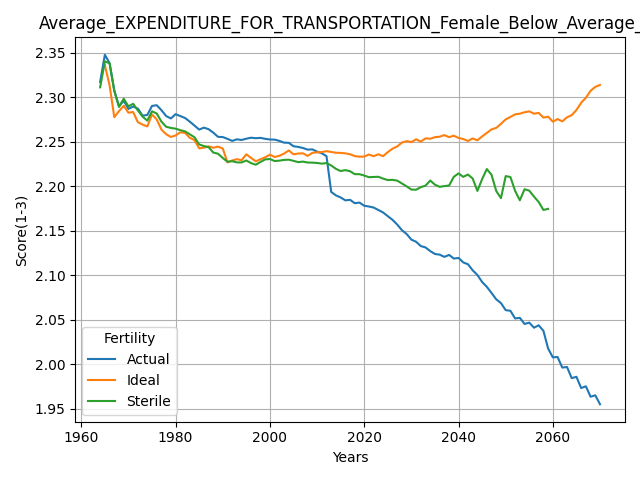 Average_EXPENDITURE_FOR_TRANSPORTATION_Female_Below_Average_
2.35
2.30
2.25
2.20
2.15
2.10
2.05
2.00
1.95
Score(1-3)
Fertility
Actual
Ideal
Sterile
1960 1980 2000 2020 2040 2060
Years